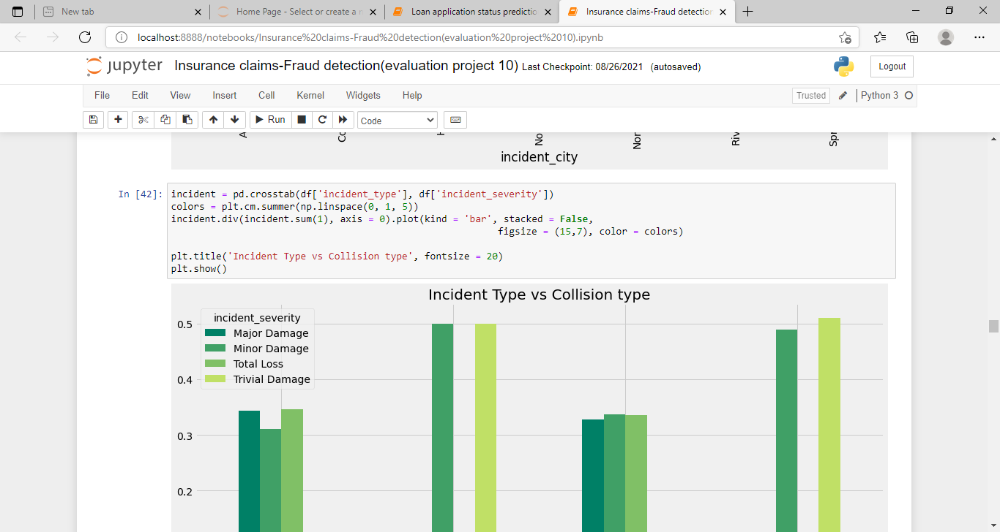 New tab
Home Page - Select or create a n
Loan application status predictio
Insurance claims-Fraud detection
localhost:8888/notebooks/Insurance%20claims-Fraud%20detection(evaluation%20project%2010).ipynb
jupyter Insurance claims-Fraud detection(evaluation project 10) Last Checkpoint: 08/26/2021 (autosaved)
Logout
File Edit View Insert Cell Kernel Widgets Help
Trusted
Python 3
Run
Code
A
Co
No
Nor
Riv
Spr
incident_city
In [42]:
incident = pd.crosstab(df['incident_type'], df['incident_severity'])
colors = plt.cm.summer(np.linspace(0, 1, 5))
incident.div(incident.sum(1), axis = 0).plot(kind = 'bar', stacked = False,
figsize = (15,7), color = colors)
plt.title('Incident Type vs Collision type', fontsize = 20)
plt.show()
Incident Type vs Collision type
incident_severity
Major Damage
Minor Damage
Total Loss
Trivial Damage
0.5
0.4
0.3
0.2